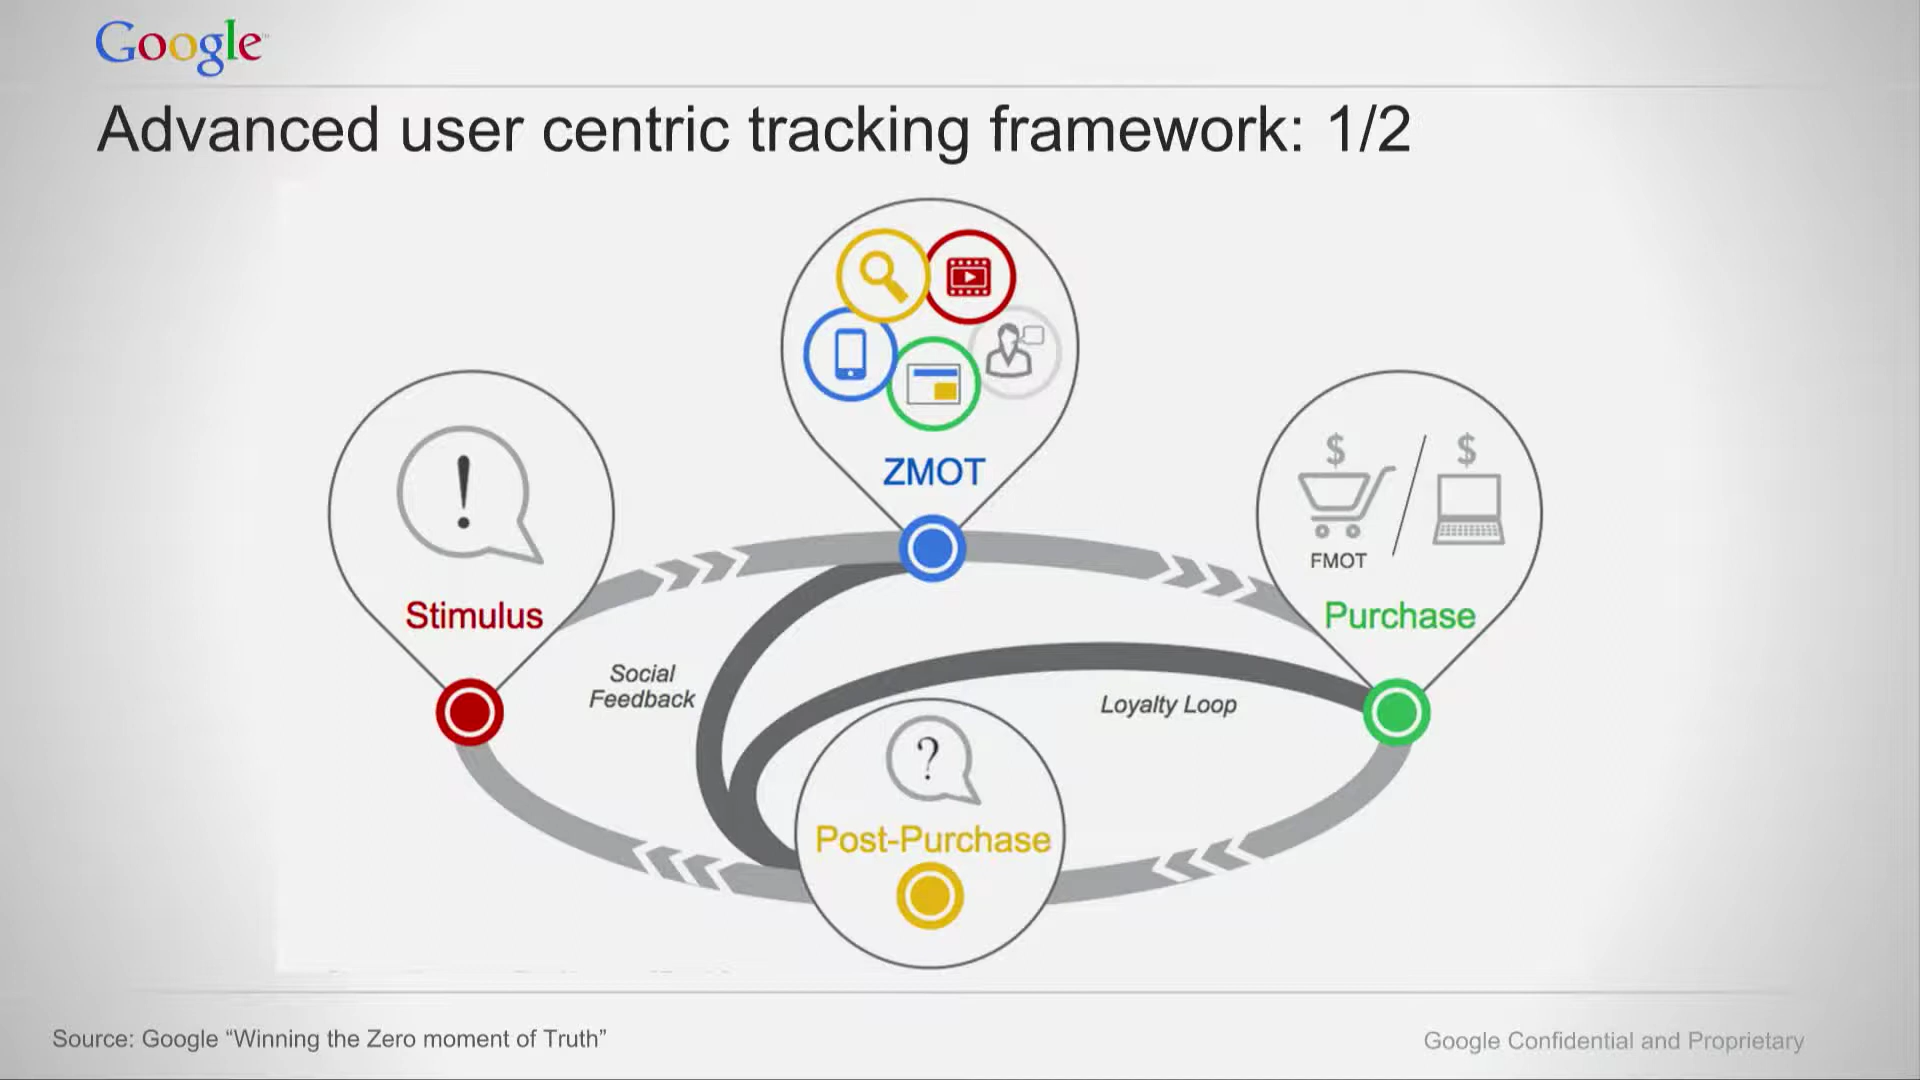 Google
Advanced user centric tracking framework: 1/2
ZMOT
!
Stimulus
$ / $
FMOT
Purchase
Social
Feedback
Loyalty Loop
?
Post-Purchase
Source: Google “Winning the Zero moment of Truth”
Google Confidential and Proprietary